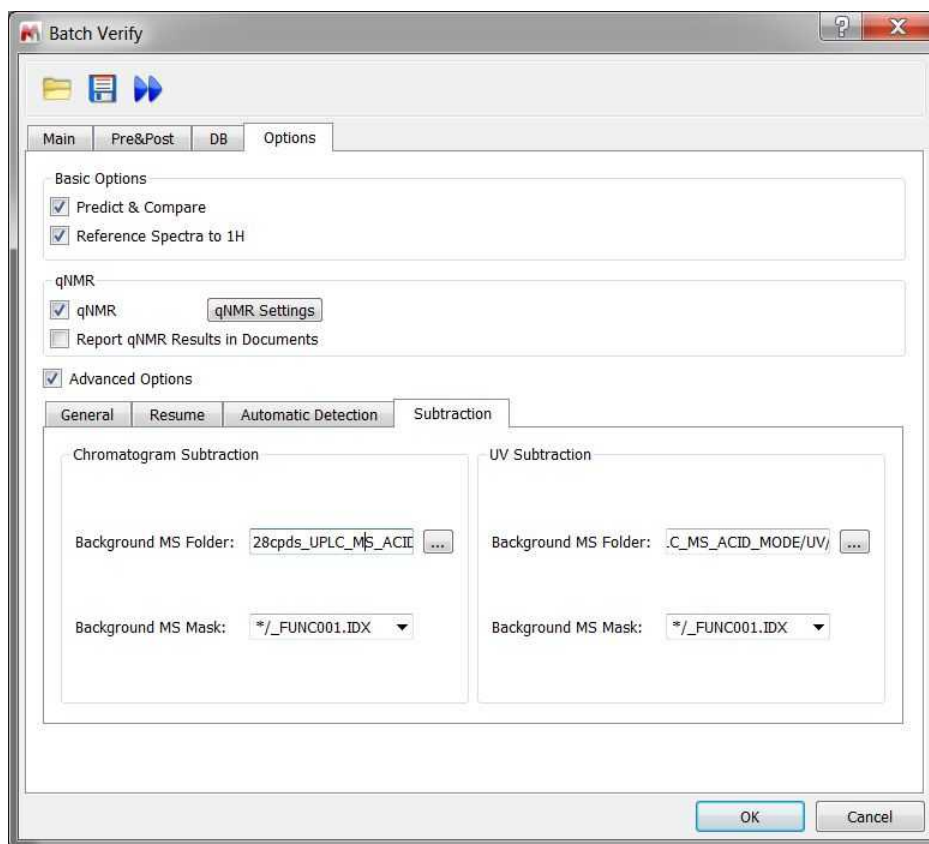 Batch Verify
Main Pre&Post DB Options
Basic Options
Predict & Compare
Reference Spectra to 1H
qNMR
qNMR qNMR Settings
Report qNMR Results in Documents
Advanced Options
General Resume Automatic Detection Subtraction
Chromatogram Subtraction UV Subtraction
Background MS Folder: 28cpds_UPLC_MS_ACID ... Background MS Folder: .C_MS_ACID_MODE/UV/ ...
Background MS Mask: */_FUNC001.IDX Background MS Mask: */_FUNC001.IDX
OK Cancel